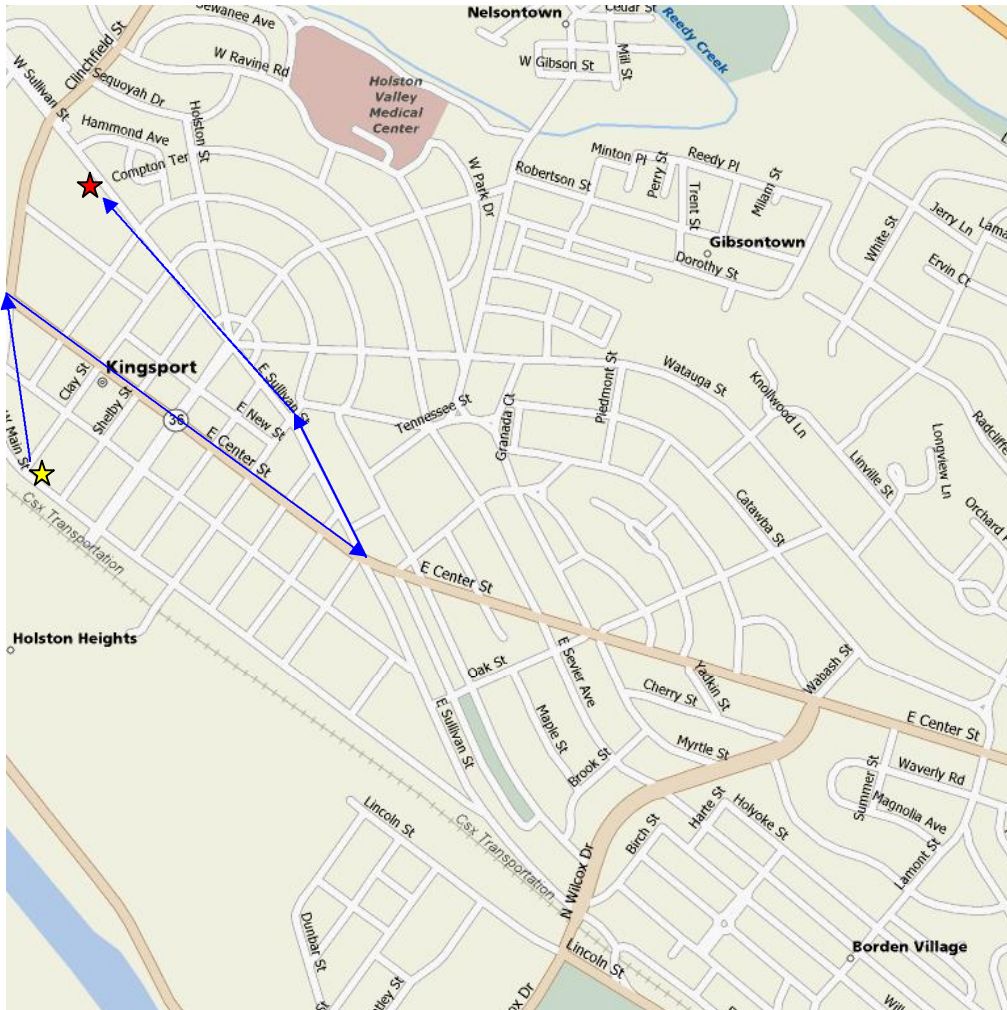 Nelsontown
Cedar St
Sewanee Ave
Clinchfield St
Reedy Creek
W Ravine Rd
W Gibson St
Mill St
W Sullivan St
Sequoyah Dr
Holston
Valley
Medical
Center
Holston St
Hammond Ave
Compton Ter
W Park Dr
Robertson St
Minton Pl
Perry St
Reedy Pl
Trent St
Milam St
Gibsontown
Dorothy St
White St
Jerry Ln
Ervin Ct
Kingsport
Clay St
Shelby St
36
E Sullivan St
E New St
E Center St
W Main St
Csx Transportation
Tennessee St
Granada Ct
Piedmont St
Watauga St
Knollwood Ln
Linville St
Longview Ln
Catawba St
E Center St
Holston Heights
Oak St
E Sevier Ave
Yadkin St
Wabash St
Cherry St
E Center St
E Sullivan St
Maple St
Brook St
Myrtle St
Summer St
Waverly Rd
Magnolia Ave
Lincoln St
Csx Transportation
Birch St
Harte St
Holyoke St
Lamont St
N Wilcox Dr
Dunbar St
Lincoln St
Borden Village